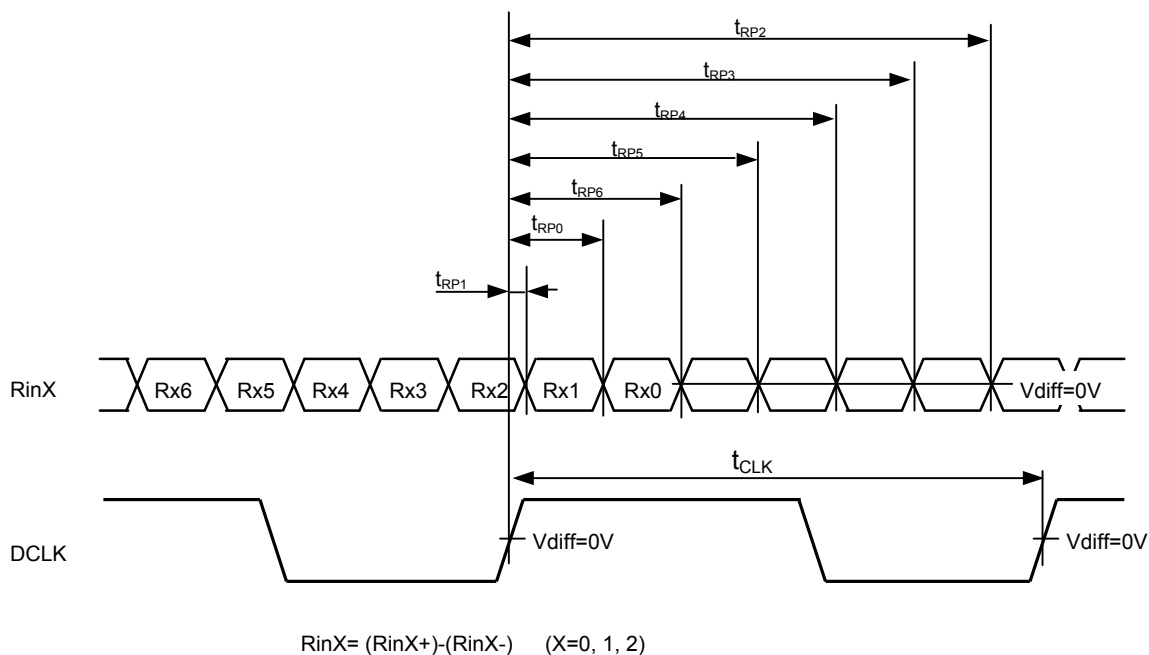 tRP2
tRP3
tRP4
tRP5
tRP6
tRP0
tRP1
RinX
Rx6 Rx5 Rx4 Rx3 Rx2 Rx1 Rx0
Vdiff=0V
tCLK
DCLK
Vdiff=0V
Vdiff=0V
RinX= (RinX+)-(RinX-) (X=0, 1, 2)